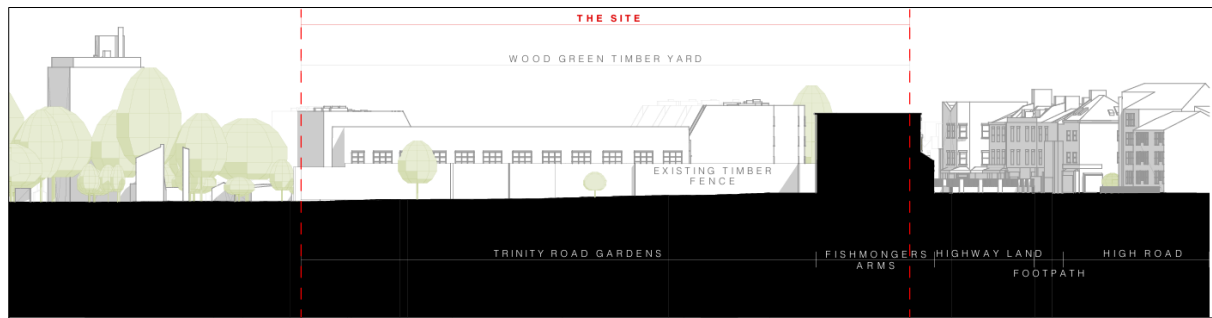 THE SITE
WOOD GREEN TIMBER YARD
EXISTING TIMBER
FENCE
TRINITY ROAD GARDENS
FISHMONGERS
ARMS
HIGHWAY LAND
FOOTPATH
HIGH ROAD